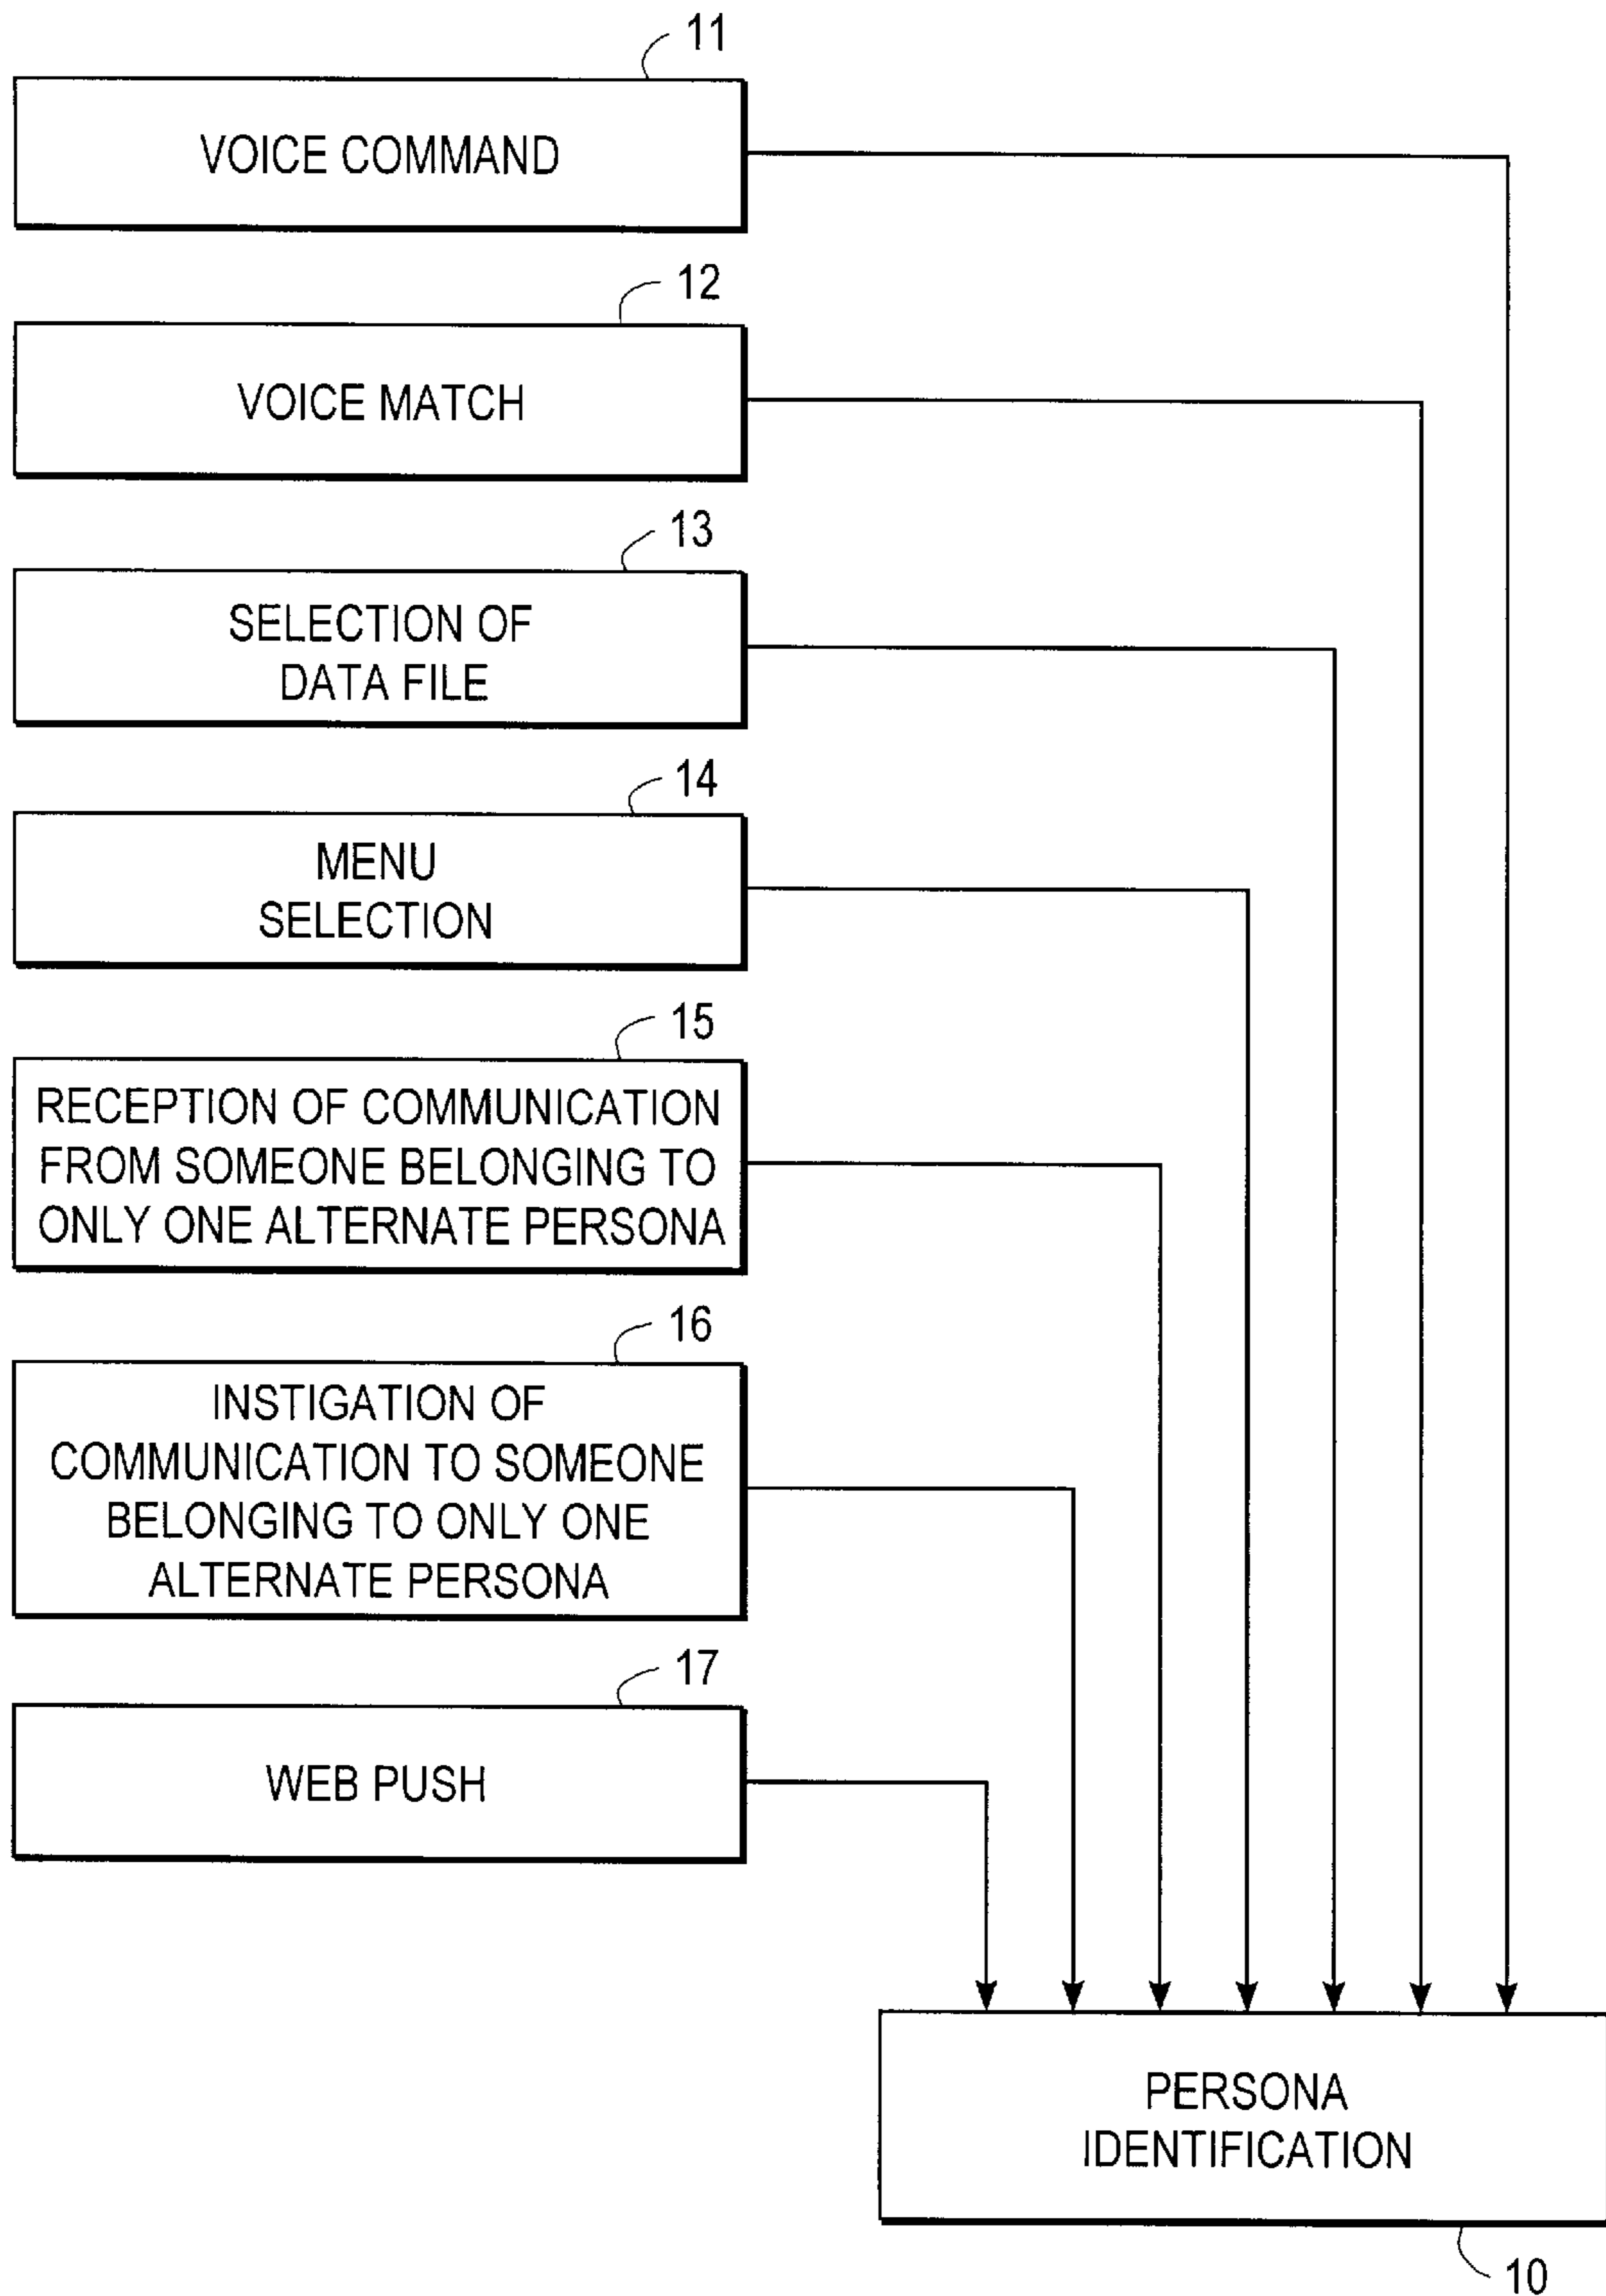 11
VOICE COMMAND
12
VOICE MATCH
13
SELECTION OF
DATA FILE
14
MENU
SELECTION
15
RECEPTION OF COMMUNICATION
FROM SOMEONE BELONGING TO
ONLY ONE ALTERNATE PERSONA
16
INSTIGATION OF
COMMUNICATION TO SOMEONE
BELONGING TO ONLY ONE
ALTERNATE PERSONA
17
WEB PUSH
PERSONA
IDENTIFICATION
10